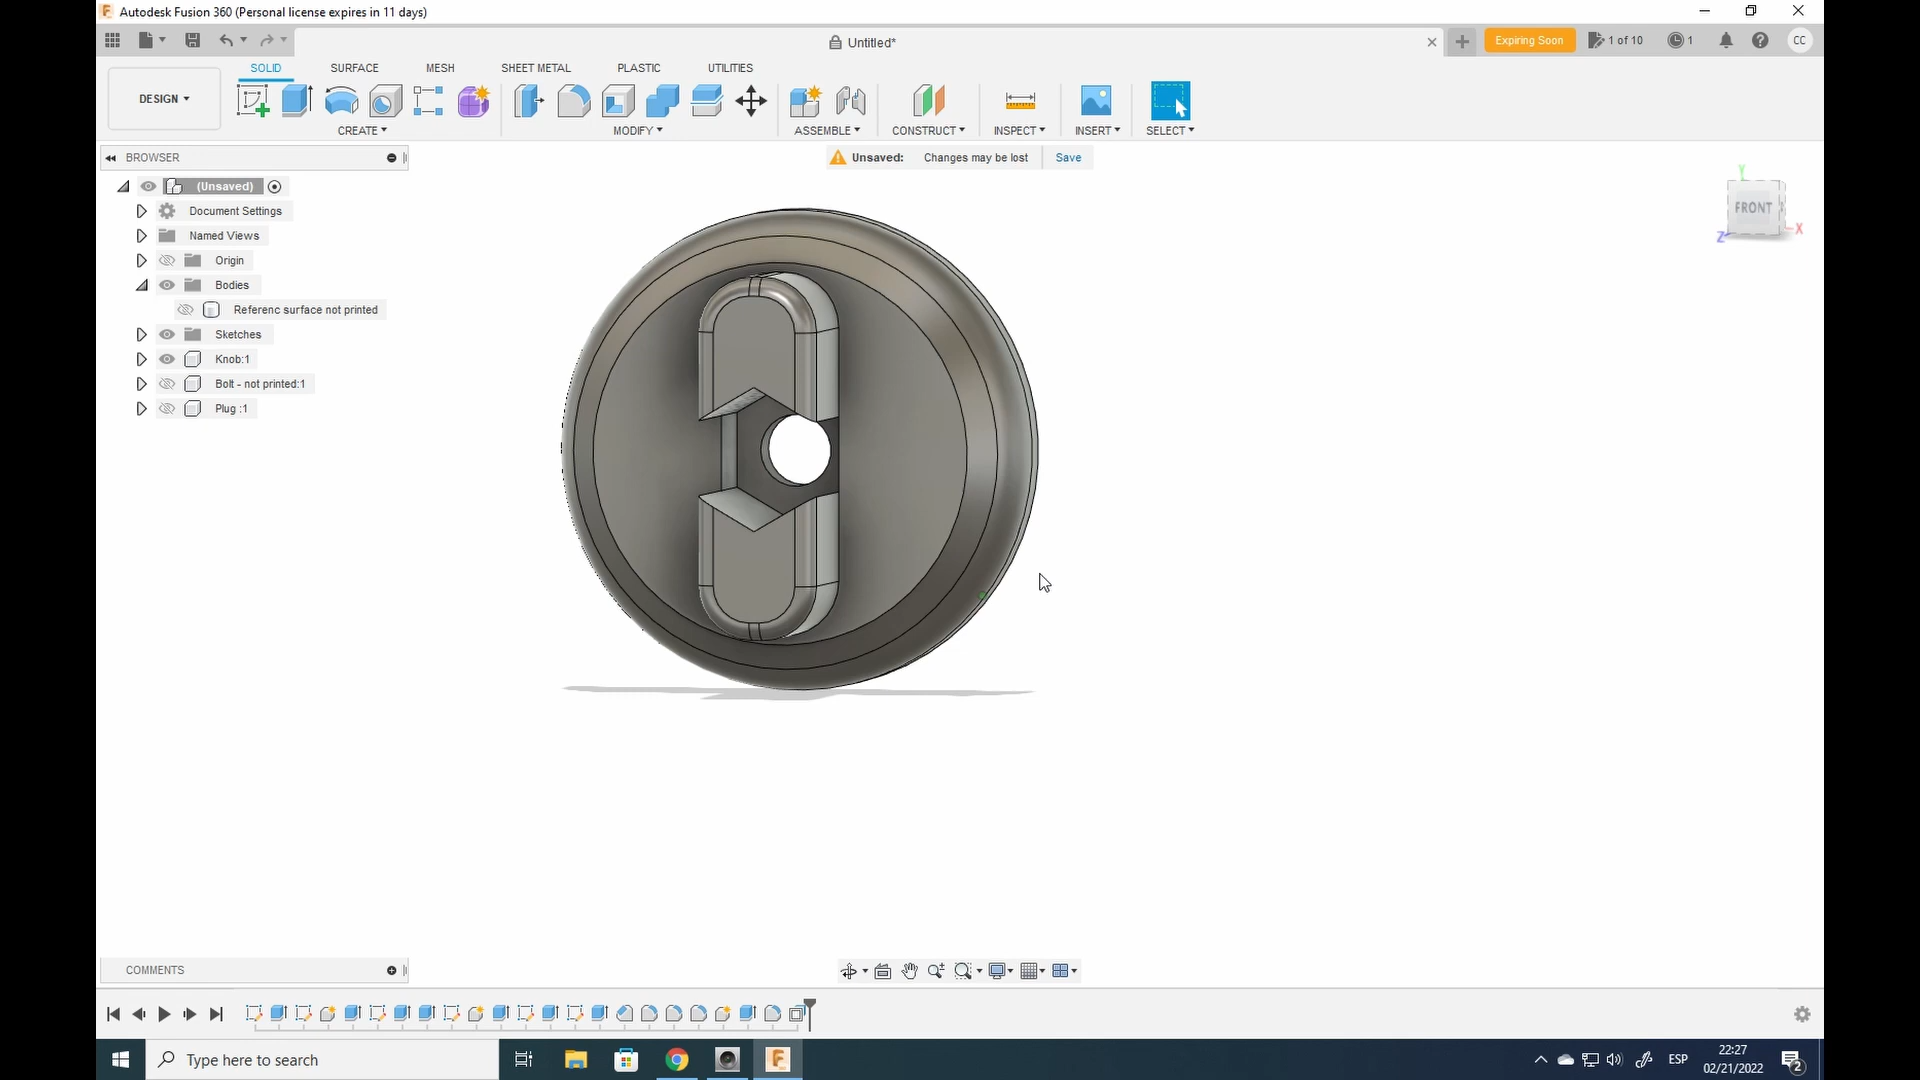 Autodesk Fusion 360 (Personal license expires in 11 days)
Untitled*
Expiring Soon
1 of 10
1
CC
DESIGN
SOLID
SURFACE
MESH
SHEET METAL
PLASTIC
UTILITIES
CREATE
MODIFY
ASSEMBLE
CONSTRUCT
INSPECT
INSERT
SELECT
BROWSER
Unsaved: Changes may be lost
Save
(Unsaved)
Document Settings
Named Views
Origin
Bodies
Referenc surface not printed
Sketches
Knob:1
Bolt - not printed:1
Plug :1
Y
FRONT
Z
X
COMMENTS
Type here to search
ESP
22:27
02/21/2022
2